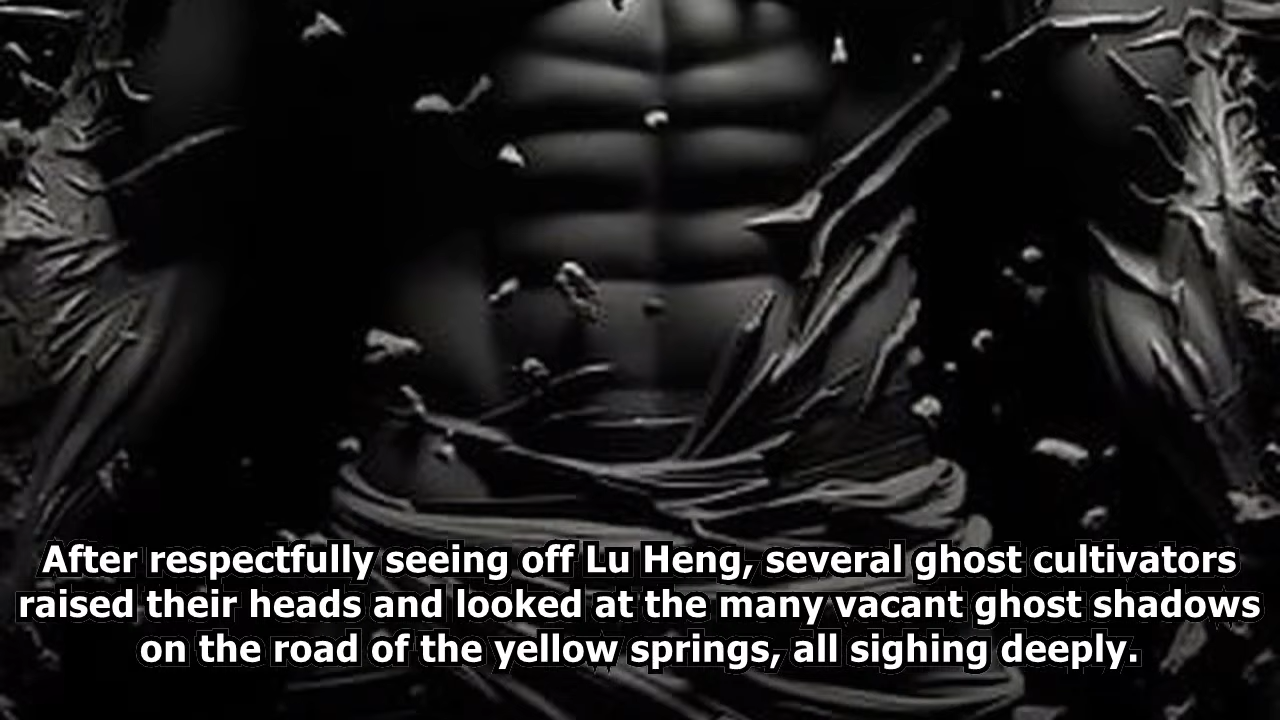 After respectfully seeing off Lu Heng, several ghost cultivators
raised their heads and looked at the many vacant ghost shadows
on the road of the yellow springs, all sighing deeply.